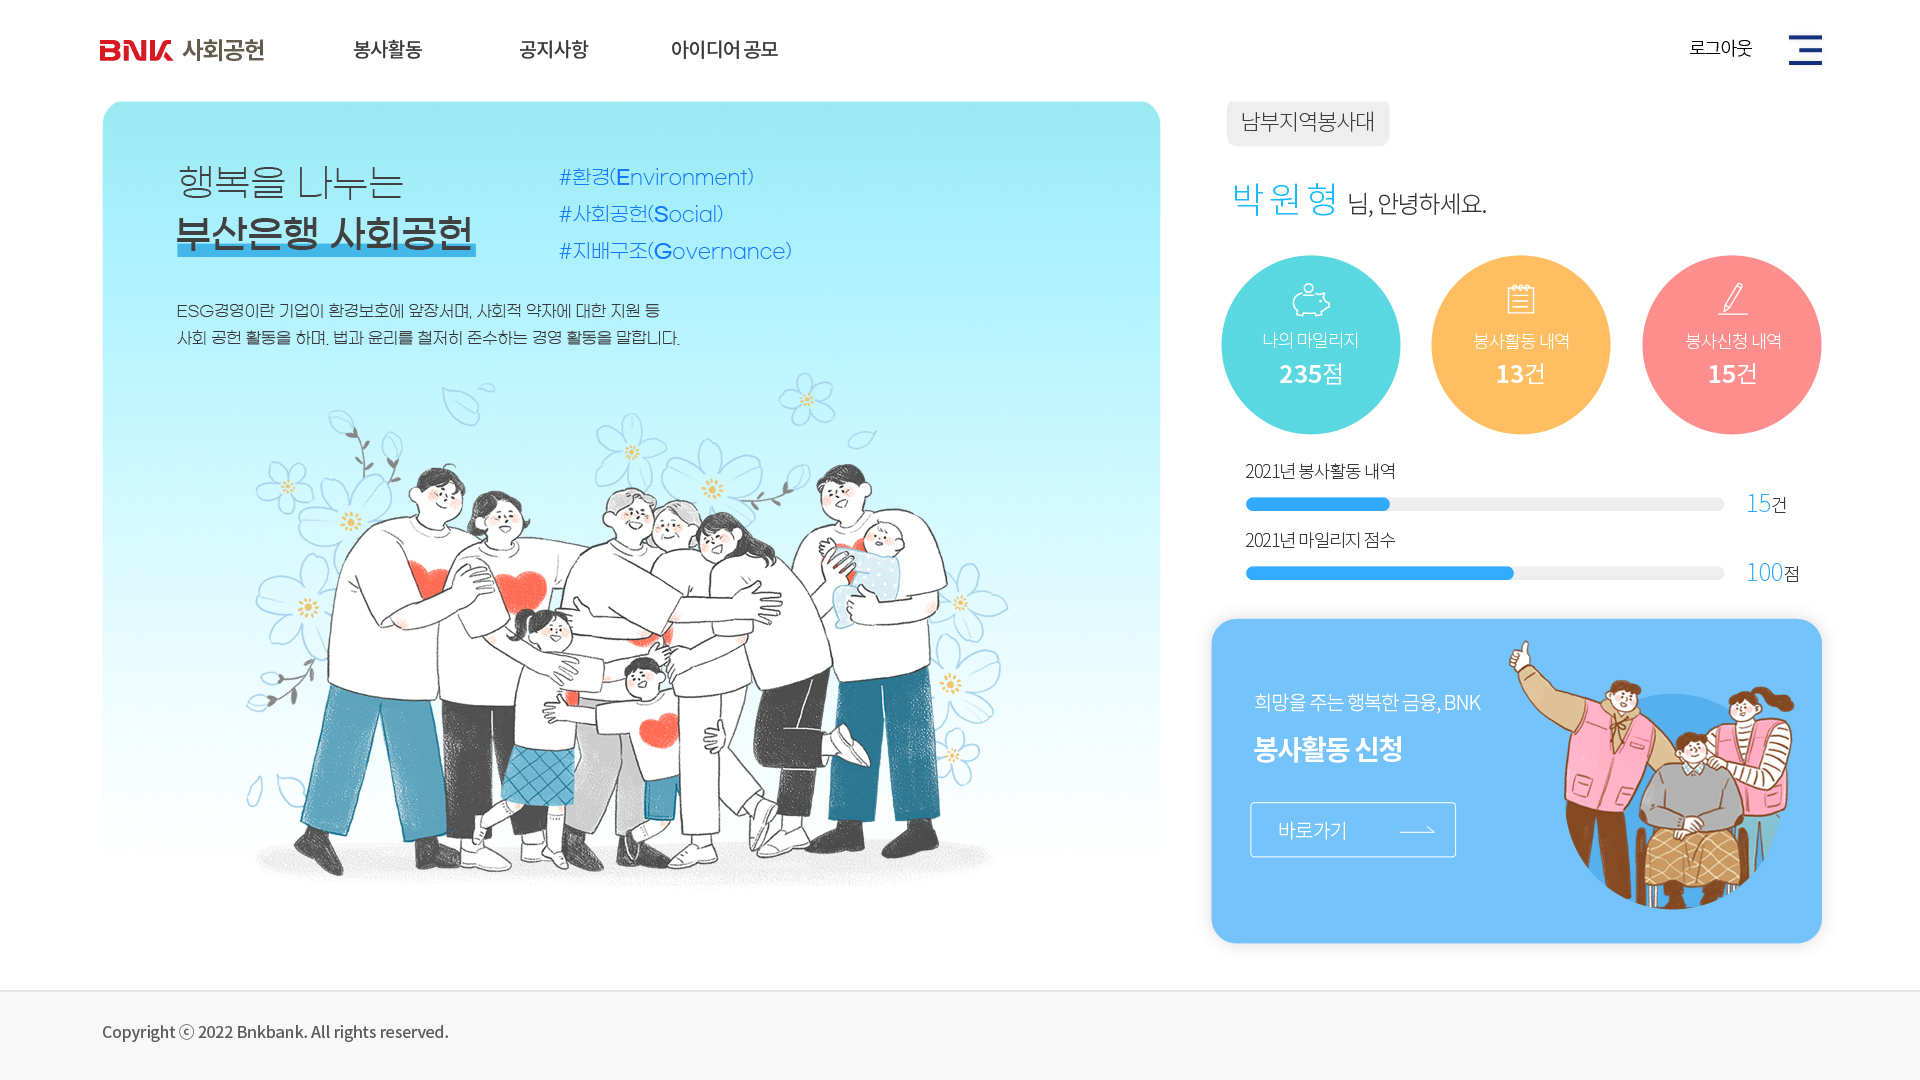 BNK 사회공헌
봉사활동
공지사항
아이디어 공모
로그아웃
행복을 나누는
부산은행 사회공헌
#환경(Environment)
#사회공헌(Social)
#지배구조(Governance)
ESG경영이란 기업이 환경보호에 앞장서며, 사회적 약자에 대한 지원 등
사회 공헌 활동을 하며. 법과 윤리를 철저히 준수하는 경영 활동을 말합니다.
남부지역봉사대
박원형 님, 안녕하세요.
나의 마일리지
235점
봉사활동 내역
13건
봉사신청 내역
15건
2021년 봉사활동 내역
15건
2021년 마일리지 점수
100점
희망을 주는 행복한 금융, BNK
봉사활동 신청
바로가기
Copyright ⓒ 2022 Bnkbank. All rights reserved.